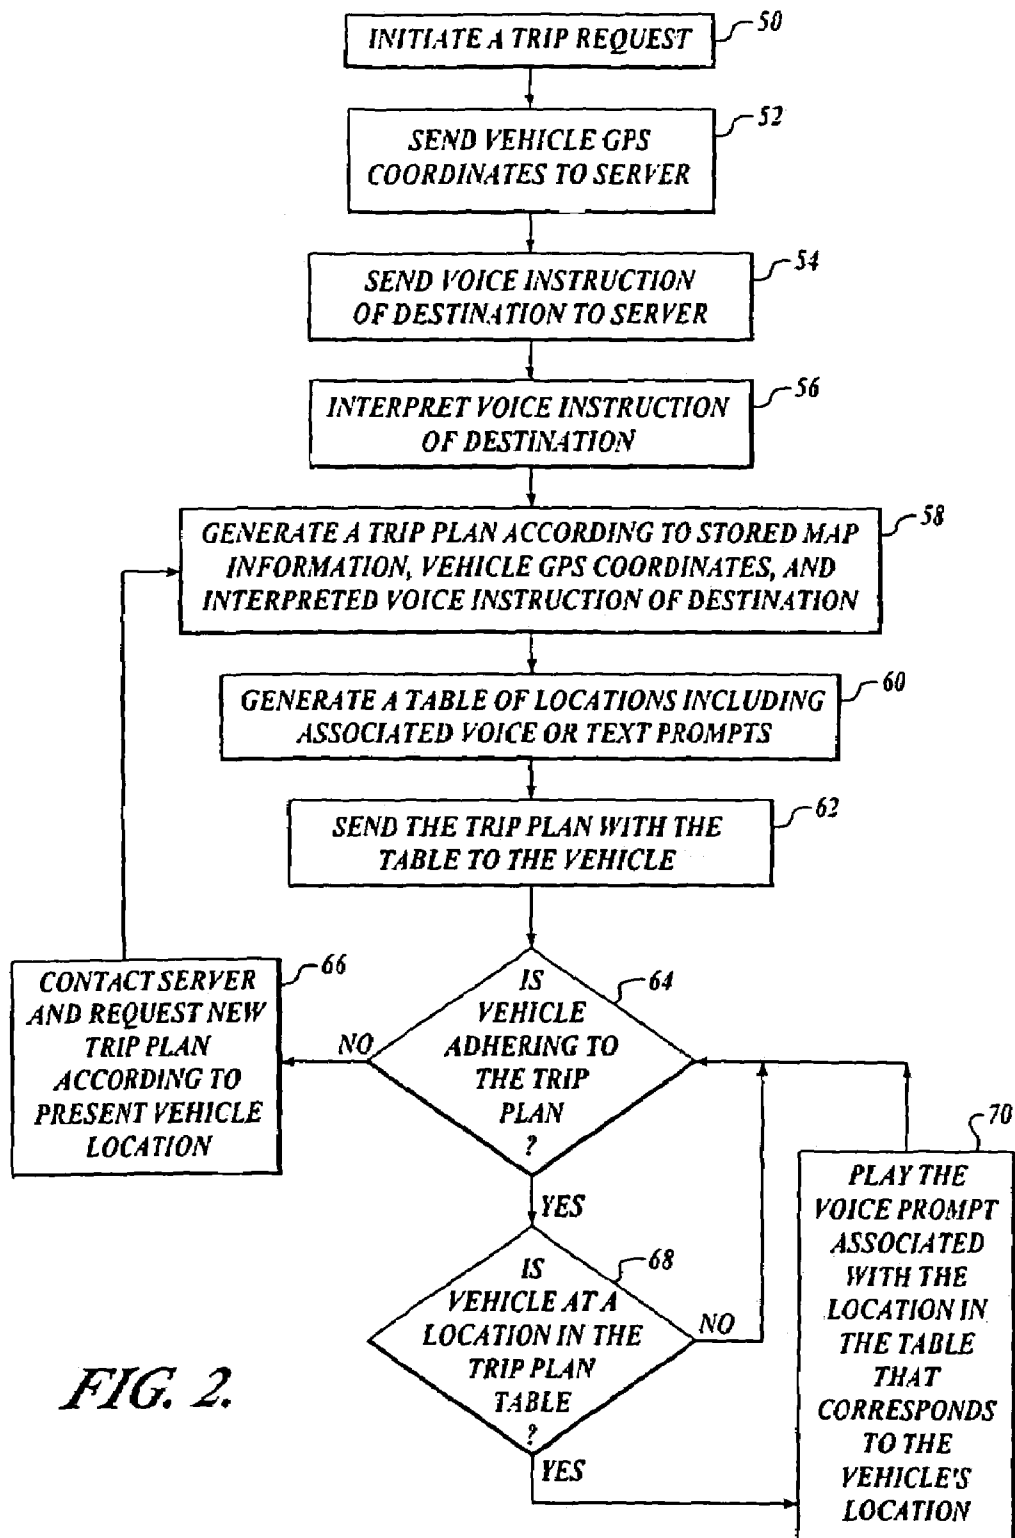 INITIATE A TRIP REQUEST
50
SEND VEHICLE GPS
COORDINATES TO SERVER
52
SEND VOICE INSTRUCTION
OF DESTINATION TO SERVER
54
INTERPRET VOICE INSTRUCTION
OF DESTINATION
56
GENERATE A TRIP PLAN ACCORDING TO STORED MAP
INFORMATION, VEHICLE GPS COORDINATES, AND
INTERPRETED VOICE INSTRUCTION OF DESTINATION
58
GENERATE A TABLE OF LOCATIONS INCLUDING
ASSOCIATED VOICE OR TEXT PROMPTS
60
SEND THE TRIP PLAN WITH THE
TABLE TO THE VEHICLE
62
IS
VEHICLE
ADHERING TO
THE TRIP
PLAN
?
64
NO
CONTACT SERVER
AND REQUEST NEW
TRIP PLAN
ACCORDING TO
PRESENT VEHICLE
LOCATION
66
YES
IS
VEHICLE AT A
LOCATION IN THE
TRIP PLAN
TABLE
?
68
NO
YES
PLAY THE
VOICE PROMPT
ASSOCIATED
WITH THE
LOCATION IN
THE TABLE
THAT
CORRESPONDS
TO THE
VEHICLE'S
LOCATION
70
FIG. 2.